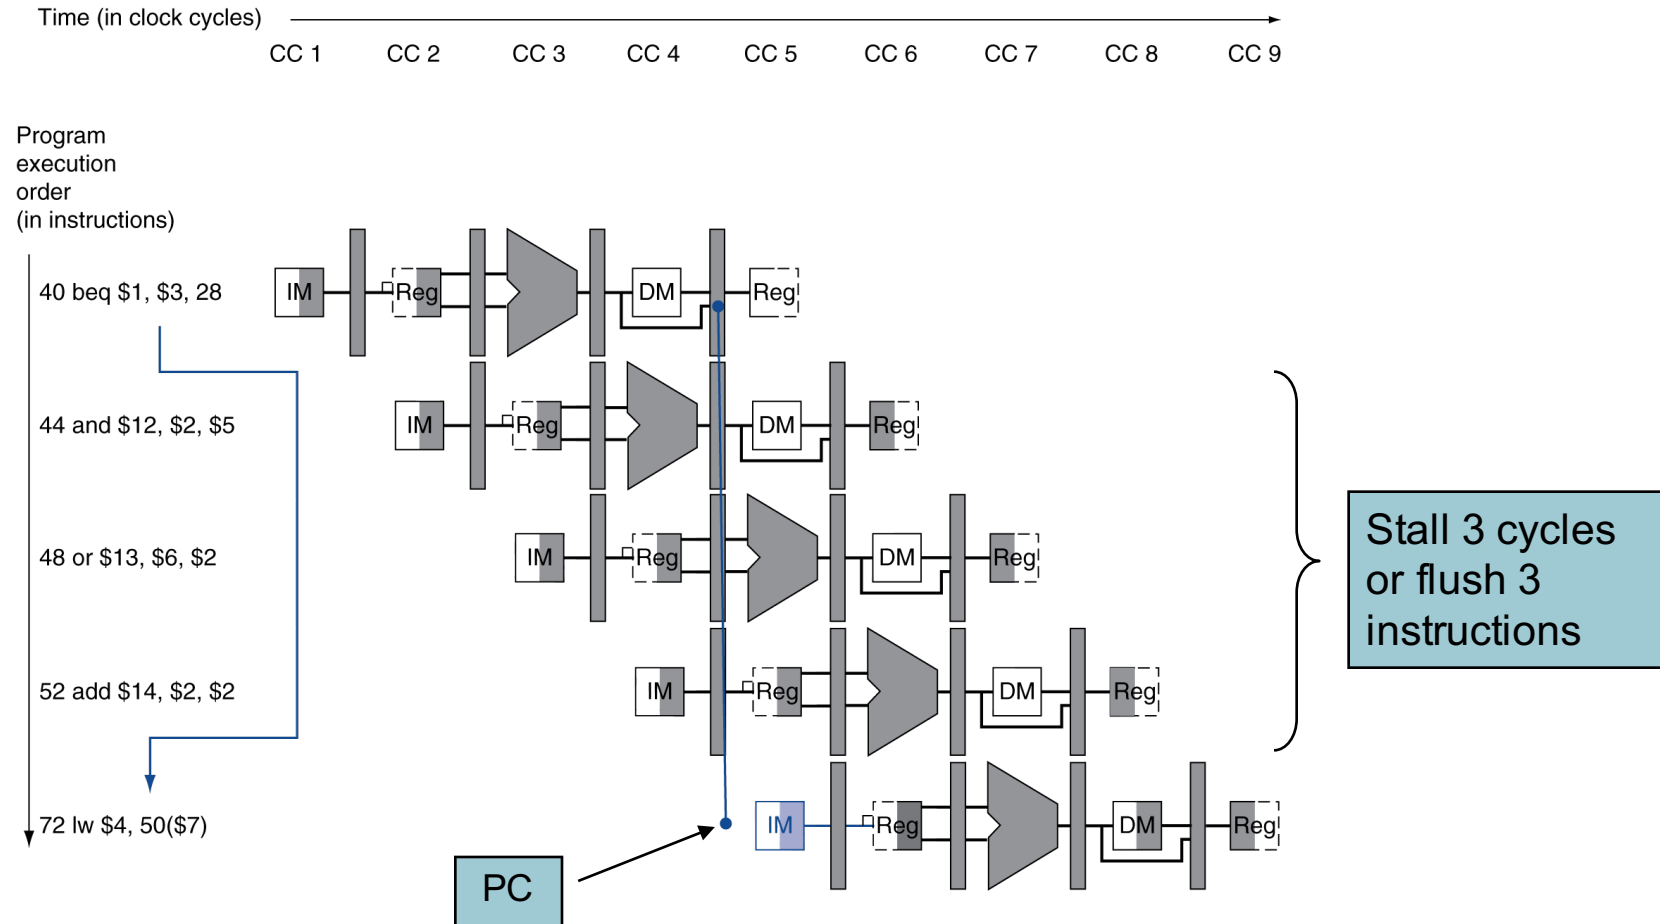 Time (in clock cycles)
CC 1 CC 2 CC 3 CC 4 CC 5 CC 6 CC 7 CC 8 CC 9
Program
execution
order
(in instructions)
40 beq $1, $3, 28
IM Reg DM Reg
44 and $12, $2, $5
IM Reg DM Reg
48 or $13, $6, $2
IM Reg DM Reg
52 add $14, $2, $2
IM Reg DM Reg
72 lw $4, 50($7)
IM Reg DM Reg
Stall 3 cycles
or flush 3
instructions
PC